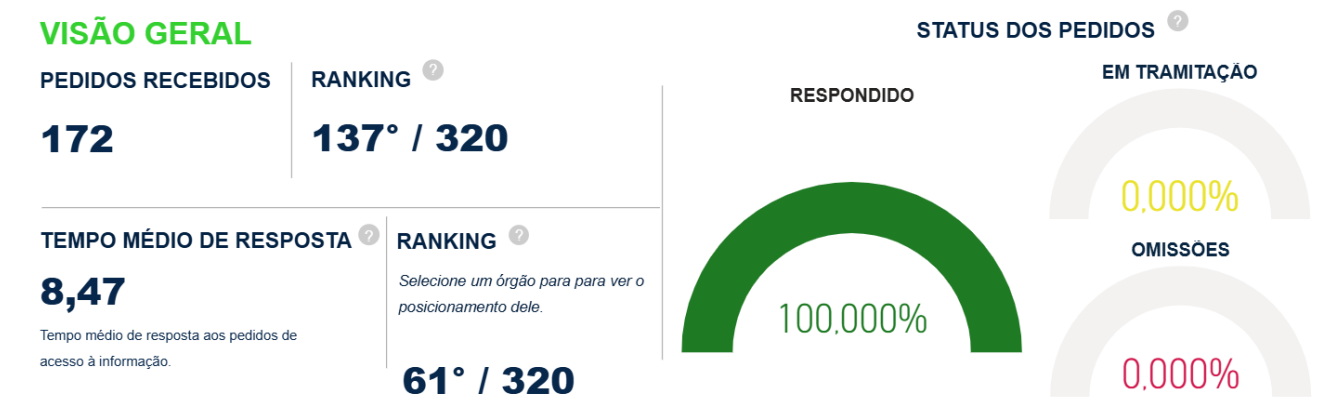 VISÃO GERAL
PEDIDOS RECEBIDOS
172
RANKING ?
137° / 320
TEMPO MÉDIO DE RESPOSTA ?
8,47
Tempo médio de resposta aos pedidos de
acesso à informação.
RANKING ?
Selecione um órgão para para ver o
posicionamento dele.
61° / 320
STATUS DOS PEDIDOS ?
RESPONDIDO
100,000%
EM TRAMITAÇÃO
0,000%
OMISSÕES
0,000%